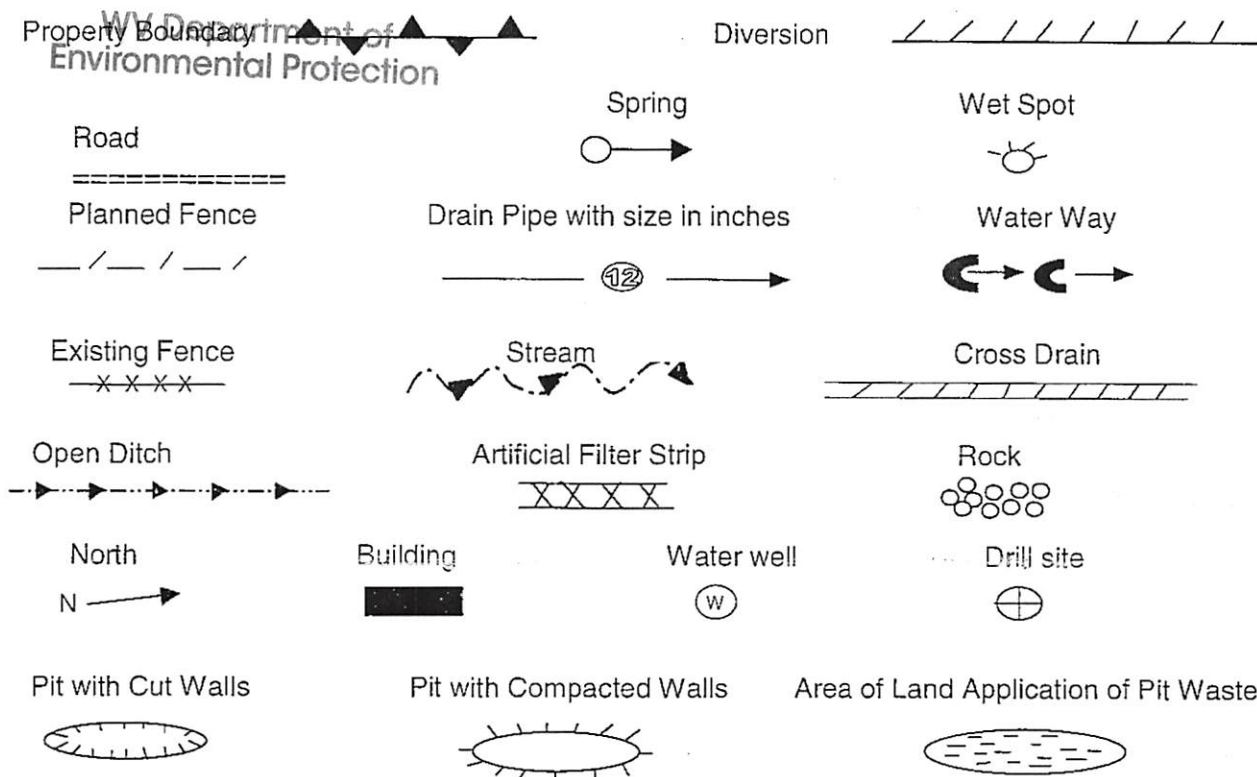 Property Boundary
WV Department of
Environmental Protection
Diversion
Spring
Wet Spot
Road
Planned Fence
Drain Pipe with size in inches
Water Way
12
Existing Fence
Stream
Cross Drain
Open Ditch
Artificial Filter Strip
Rock
North
Building
Water well
Drill site
N
W
Pit with Cut Walls
Pit with Compacted Walls
Area of Land Application of Pit Waste